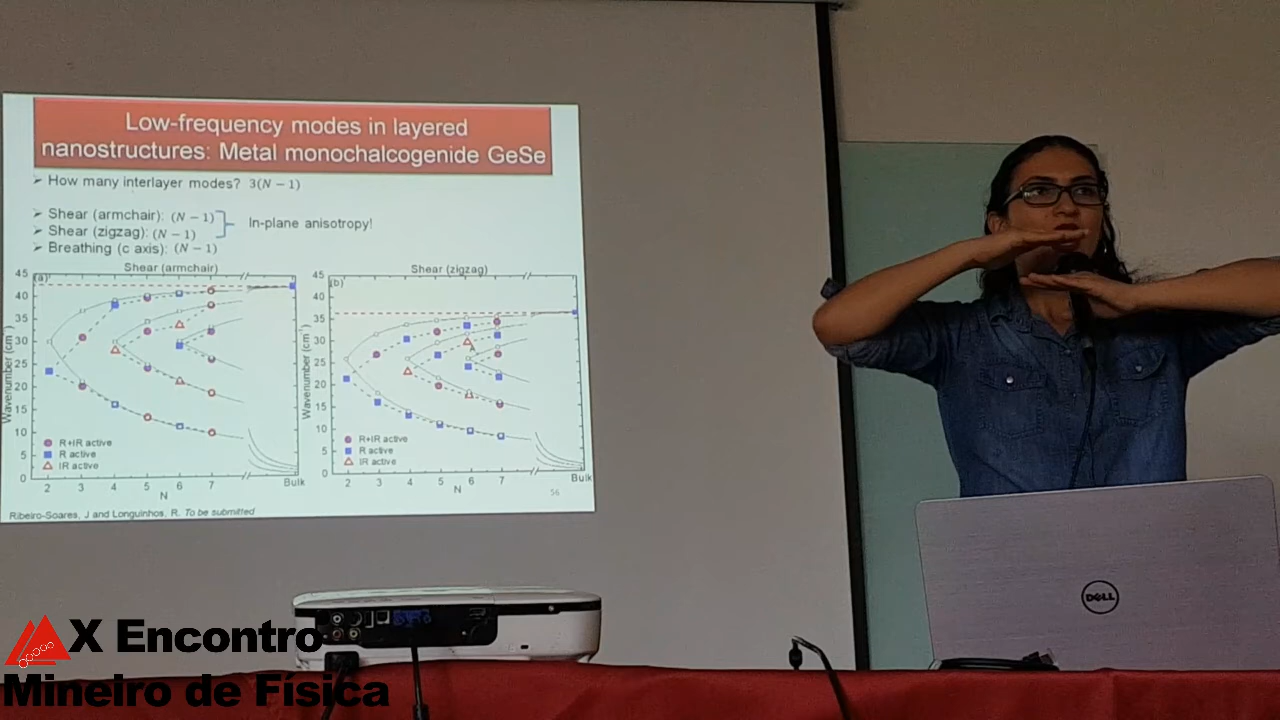 Low-frequency modes in layered
nanostructures: Metal monochalcogenide GeSe
➢ How many interlayer modes? 3(N − 1)
➢ Shear (armchair): (N − 1)
➢ Shear (zigzag): (N − 1)
In-plane anisotropy!
➢ Breathing (c axis): (N − 1)
Shear (armchair)
(a)
45
40
35
30
25
20
15
10
5
0
Wavenumber (cm⁻¹)
R+IR active
R active
IR active
2 3 4 5 6 7 Bulk
N
Shear (zigzag)
(b)
45
40
35
30
25
20
15
10
5
0
Wavenumber (cm⁻¹)
R+IR active
R active
IR active
2 3 4 5 6 7 Bulk
N
56
Ribeiro-Soares, J and Longuinhos, R. To be submitted
DELL
X Encontro
Mineiro de Física